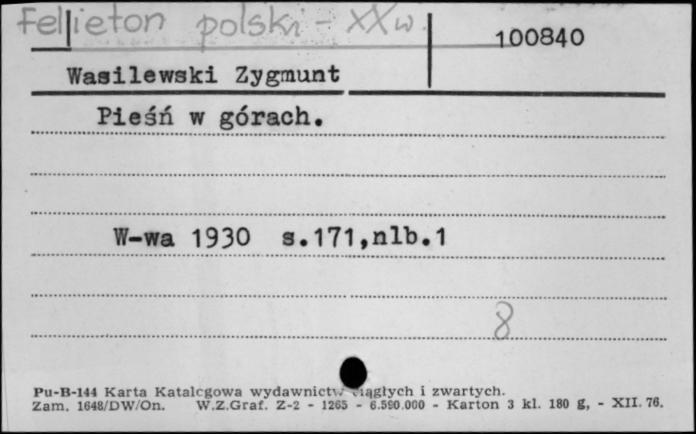 Felieton polski - XX w.
100840
Wasilewski Zygmunt
Pieśń w górach.
W-wa 1930 s.171,nlb.1
8
Pu-B-144 Karta Katalogowa wydawnictw ciągłych i zwartych.
Zam. 1648/DW/On. W.Z.Graf. Z-2 - 1265 - 6.590.000 - Karton 3 kl. 180 g, - XII. 76.